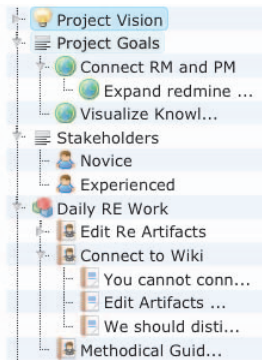 Project Vision
Project Goals
Connect RM and PM
Expand redmine ...
Visualize Knowl...
Stakeholders
Novice
Experienced
Daily RE Work
Edit Re Artifacts
Connect to Wiki
You cannot conn...
Edit Artifacts ...
We should disti...
Methodical Guid...